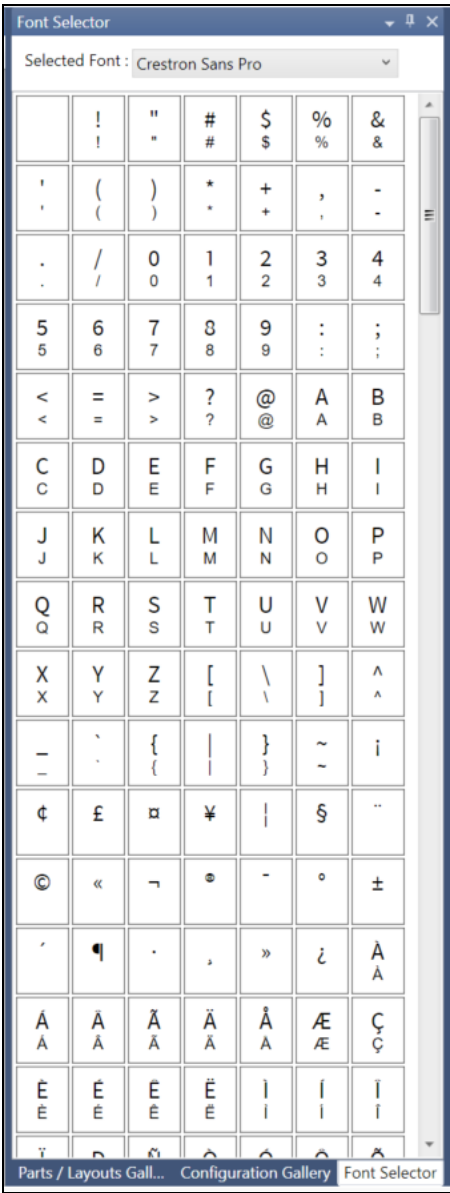 Font Selector
Selected Font : Crestron Sans Pro
! " # $ % &
! " # $ % &
' ( ) * + , -
' ( ) * + , -
. / 0 1 2 3 4
. / 0 1 2 3 4
5 6 7 8 9 : ;
5 6 7 8 9 : ;
< = > ? @ A B
< = > ? @ A B
C D E F G H I
C D E F G H I
J K L M N O P
J K L M N O P
Q R S T U V W
Q R S T U V W
X Y Z [ \ ] ^
X Y Z [ \ ] ^
_ ` { | } ~ ¡
_ ` { | } ~
¢ £ ¤ ¥ ¦ § ¨
© « ¬ ® ¯ ° ±
´ ¶ · ¸ » ¿ À
À
Á Â Ã Ä Å Æ Ç
Á Â Ã Ä Å Æ Ç
È É Ê Ë Ì Í Î
È É Ê Ë Ì Í Î
Parts / Layouts Gall... Configuration Gallery Font Selector